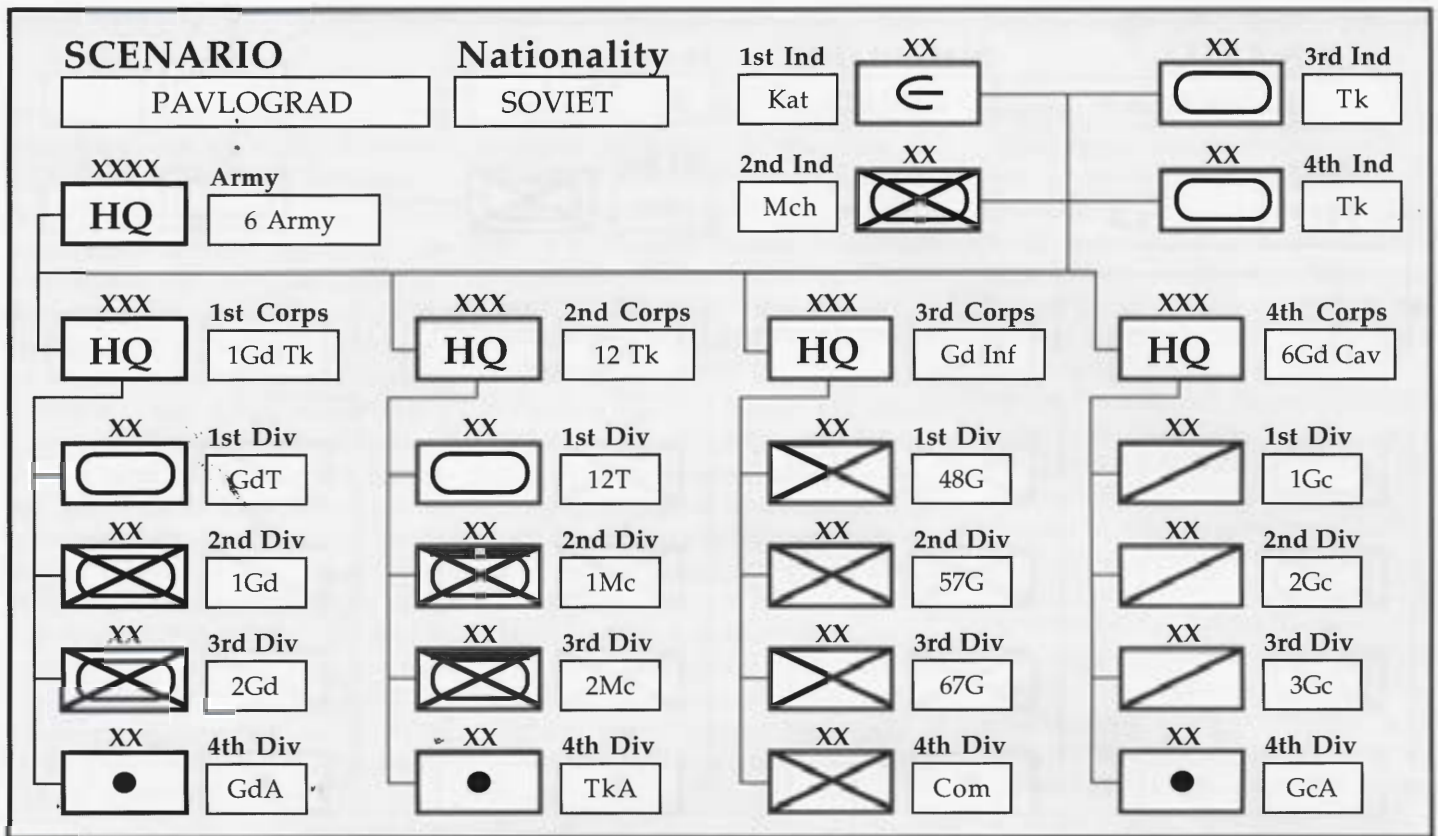 SCENARIO
PAVLOGRAD
Nationality
SOVIET
XXXX
HQ
Army
6 Army
1st Ind
Kat
XX
XX
3rd Ind
Tk
2nd Ind
Mch
XX
XX
4th Ind
Tk
XXX
HQ
1st Corps
1Gd Tk
XXX
HQ
2nd Corps
12 Tk
XXX
HQ
3rd Corps
Gd Inf
XXX
HQ
4th Corps
6Gd Cav
XX
1st Div
GdT
XX
1st Div
12T
XX
1st Div
48G
XX
1st Div
1Gc
XX
2nd Div
1Gd
XX
2nd Div
1Mc
XX
2nd Div
57G
XX
2nd Div
2Gc
XX
3rd Div
2Gd
XX
3rd Div
2Mc
XX
3rd Div
67G
XX
3rd Div
3Gc
XX
4th Div
GdA
XX
4th Div
TkA
XX
4th Div
Com
XX
4th Div
GcA